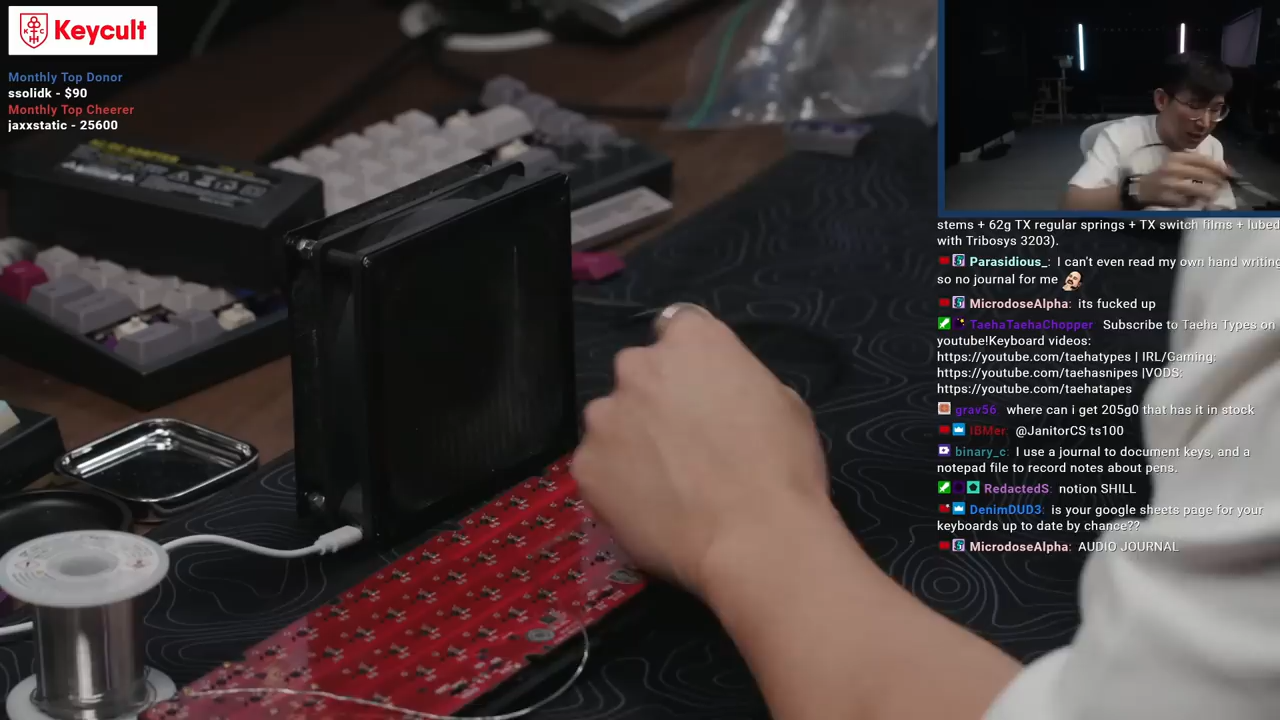 Keycult
Monthly Top Donor
ssolidk - $90
Monthly Top Cheerer
jaxxstatic - 25600
stems + 62g TX regular springs + TX switch films + lubed
with Tribosys 3203).
Parasidious_: I can't even read my own hand writing
so no journal for me
MicrodoseAlpha: its fucked up
TaehaTaehaChopper Subscribe to Taeha Types on
youtube!Keyboard videos:
https://youtube.com/taehatypes | IRL/Gaming:
https://youtube.com/taehasnipes |VODS:
https://youtube.com/taehatapes
grav56: where can i get 205g0 that has it in stock
IBMer: @JanitorCS ts100
binary_c: I use a journal to document keys, and a
notepad file to record notes about pens.
RedactedS: notion SHILL
DenimDUD3: is your google sheets page for your
keyboards up to date by chance??
MicrodoseAlpha: AUDIO JOURNAL